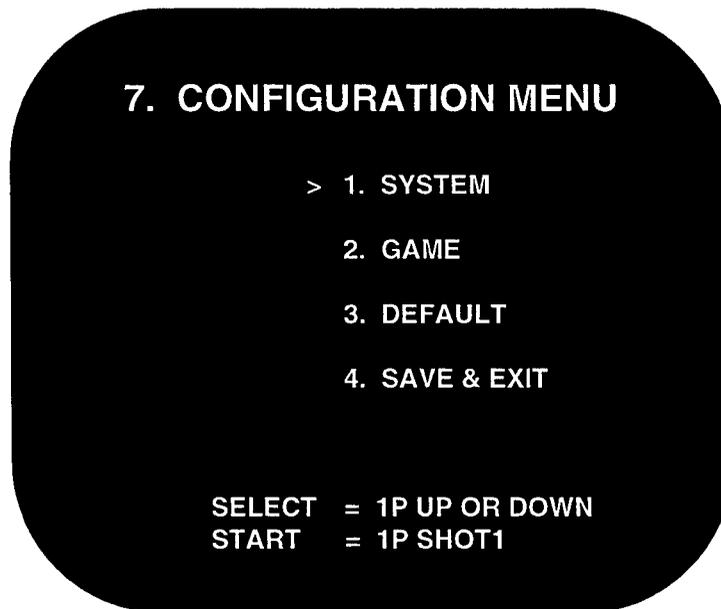 7. CONFIGURATION MENU
> 1. SYSTEM
2. GAME
3. DEFAULT
4. SAVE & EXIT
SELECT = 1P UP OR DOWN
START = 1P SHOT1